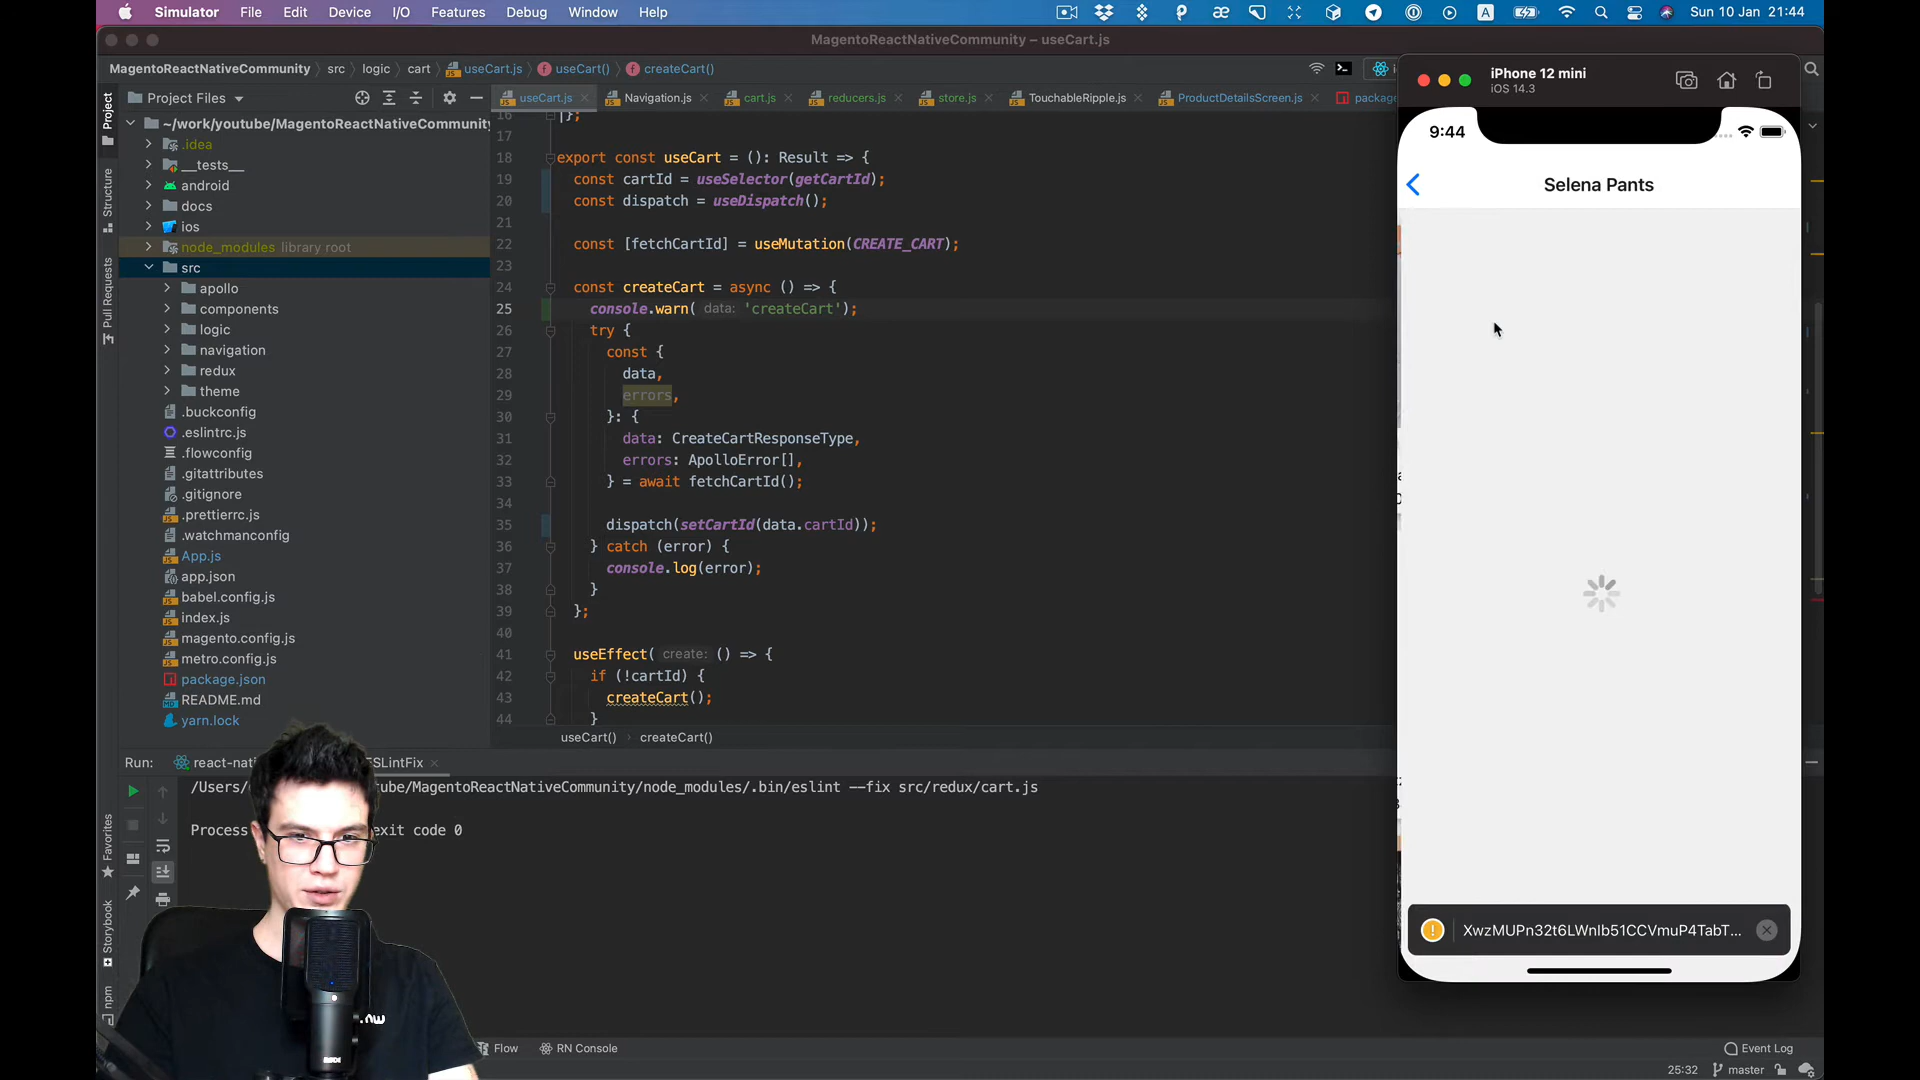 Simulator File Edit Device I/O Features Debug Window Help
Sun 10 Jan 21:44
MagentoReactNativeCommunity – useCart.js
MagentoReactNativeCommunity src logic cart useCart.js useCart() createCart()
Project Files
useCart.js Navigation.js cart.js reducers.js store.js TouchableRipple.js ProductDetailsScreen.js package
Project
Structure
Pull Requests
Favorites
Storybook
npm
~/work/youtube/MagentoReactNativeCommunity
.idea
__tests__
android
docs
ios
node_modules library root
src
apollo
components
logic
navigation
redux
theme
.buckconfig
.eslintrc.js
.flowconfig
.gitattributes
.gitignore
.prettierrc.js
.watchmanconfig
App.js
app.json
babel.config.js
index.js
magento.config.js
metro.config.js
package.json
README.md
yarn.lock
16 };
17
18 export const useCart = (): Result => {
19 const cartId = useSelector(getCartId);
20 const dispatch = useDispatch();
21
22 const [fetchCartId] = useMutation(CREATE_CART);
23
24 const createCart = async () => {
25 console.warn( data: 'createCart');
26 try {
27 const {
28 data,
29 errors,
30 }: {
31 data: CreateCartResponseType,
32 errors: ApolloError[],
33 } = await fetchCartId();
34
35 dispatch(setCartId(data.cartId));
36 } catch (error) {
37 console.log(error);
38 }
39 };
40
41 useEffect( create: () => {
42 if (!cartId) {
43 createCart();
44 }
useCart() createCart()
Run: react-nati ESLintFix
/Users/ tube/MagentoReactNativeCommunity/node_modules/.bin/eslint --fix src/redux/cart.js
Process exit code 0
Flow RN Console
Event Log
25:32 master
iPhone 12 mini
iOS 14.3
9:44
Selena Pants
XwzMUPn32t6LWnIb51CCVmuP4TabT...